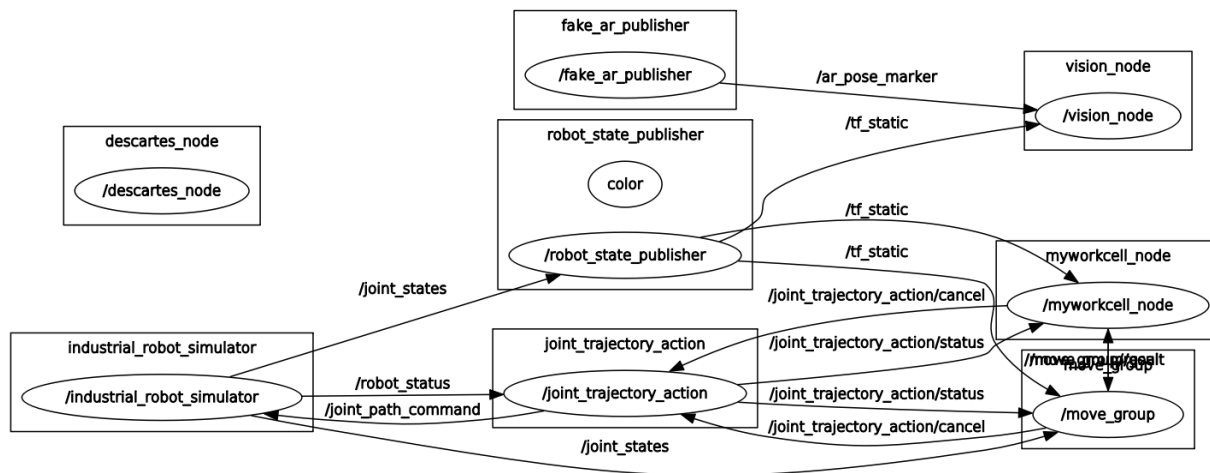 fake_ar_publisher
/fake_ar_publisher
/ar_pose_marker
vision_node
/vision_node
descartes_node
/descartes_node
robot_state_publisher
color
/robot_state_publisher
/tf_static
/tf_static
/tf_static
myworkcell_node
/myworkcell_node
/joint_states
/joint_trajectory_action/cancel
/joint_trajectory_action/status
industrial_robot_simulator
/industrial_robot_simulator
/robot_status
/joint_path_command
joint_trajectory_action
/joint_trajectory_action
/joint_trajectory_action/status
/joint_trajectory_action/cancel
/joint_states
move_group
/move_group